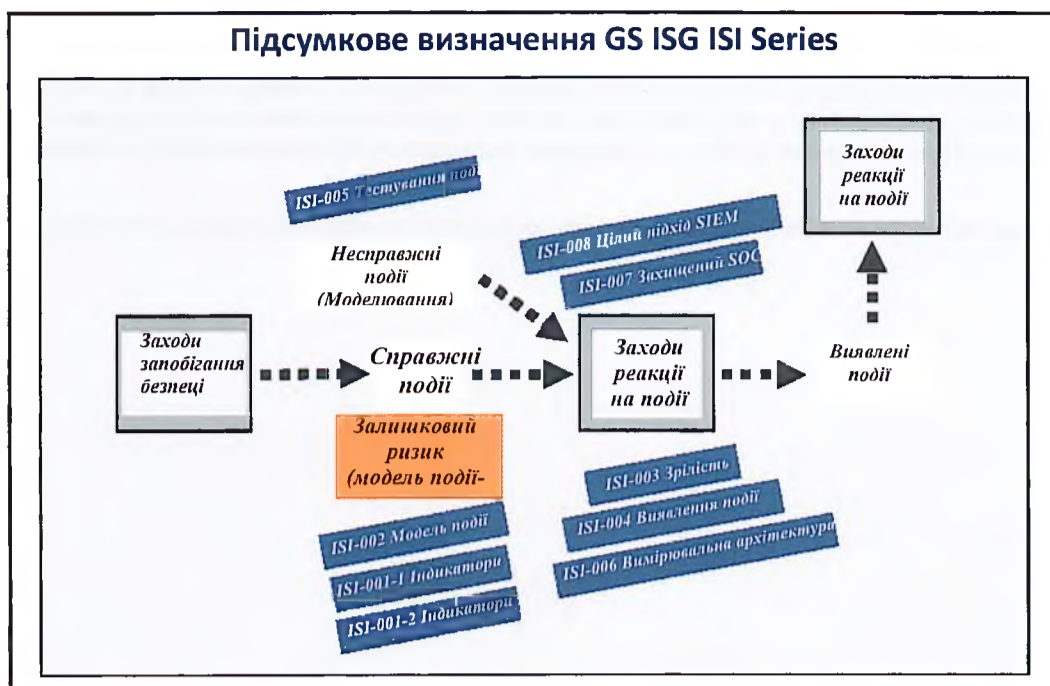 Підсумкове визначення GS ISG ISI Series
Заходи
реакції
на події
ISI-005 Тестування поді
ISI-008 Цілий підхід SIEM
ISI-007 Захищений SOC
Несправжні
події
(Моделювання)
Заходи
запобігання
безпеці
Справжні
події
Заходи
реакції
на події
Виявлені
події
Залишковий
ризик
(модель події-
ISI-003 Зрілість
ISI-004 Виявлення події
ISI-006 Вимірювальна архітектура
ISI-002 Модель події
ISI-001-1 Індикатори
ISI-001-2 Індикатори